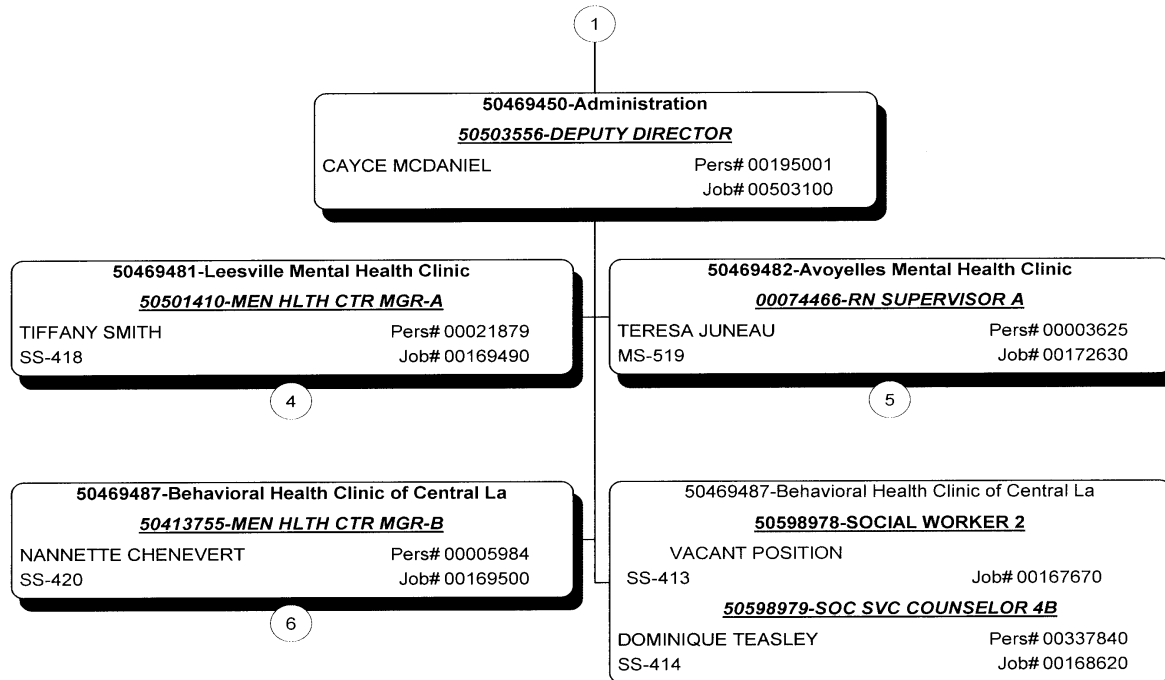 1
50469450-Administration
50503556-DEPUTY DIRECTOR
CAYCE MCDANIEL Pers# 00195001
Job# 00503100
50469481-Leesville Mental Health Clinic
50501410-MEN HLTH CTR MGR-A
TIFFANY SMITH Pers# 00021879
SS-418 Job# 00169490
4
50469482-Avoyelles Mental Health Clinic
00074466-RN SUPERVISOR A
TERESA JUNEAU Pers# 00003625
MS-519 Job# 00172630
5
50469487-Behavioral Health Clinic of Central La
50413755-MEN HLTH CTR MGR-B
NANNETTE CHENEVERT Pers# 00005984
SS-420 Job# 00169500
6
50469487-Behavioral Health Clinic of Central La
50598978-SOCIAL WORKER 2
VACANT POSITION
SS-413 Job# 00167670
50598979-SOC SVC COUNSELOR 4B
DOMINIQUE TEASLEY Pers# 00337840
SS-414 Job# 00168620